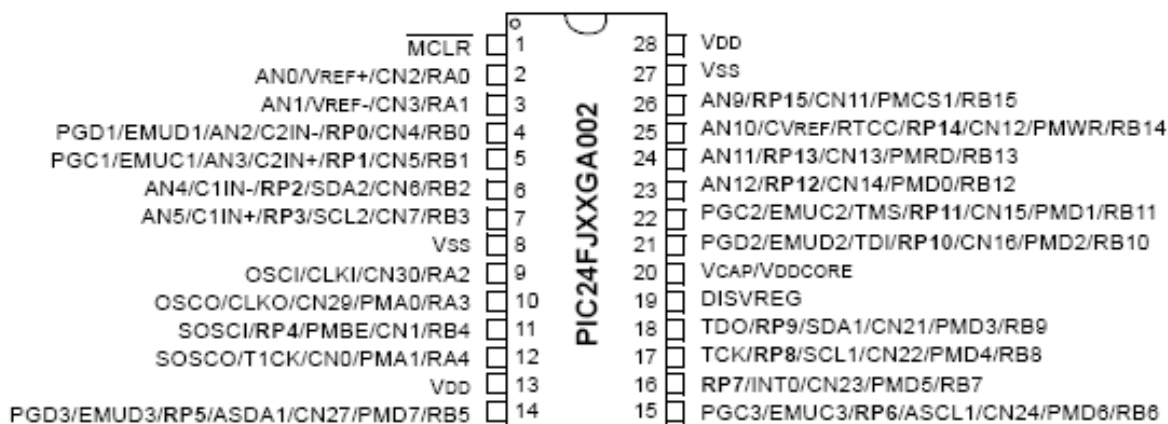 MCLR 1 28 VDD
AN0/VREF+/CN2/RA0 2 27 VSS
AN1/VREF-/CN3/RA1 3 26 AN9/RP15/CN11/PMCS1/RB15
PGD1/EMUD1/AN2/C2IN-/RP0/CN4/RB0 4 25 AN10/CVREF/RTCC/RP14/CN12/PMWR/RB14
PGC1/EMUC1/AN3/C2IN+/RP1/CN5/RB1 5 24 AN11/RP13/CN13/PMRD/RB13
AN4/C1IN-/RP2/SDA2/CN6/RB2 6 23 AN12/RP12/CN14/PMD0/RB12
AN5/C1IN+/RP3/SCL2/CN7/RB3 7 22 PGC2/EMUC2/TMS/RP11/CN15/PMD1/RB11
VSS 8 21 PGD2/EMUD2/TDI/RP10/CN16/PMD2/RB10
OSCI/CLKI/CN30/RA2 9 20 VCAP/VDDCORE
OSCO/CLKO/CN29/PMA0/RA3 10 19 DISVREG
SOSCI/RP4/PMBE/CN1/RB4 11 18 TDO/RP9/SDA1/CN21/PMD3/RB9
SOSCO/T1CK/CN0/PMA1/RA4 12 17 TCK/RP8/SCL1/CN22/PMD4/RB8
VDD 13 16 RP7/INT0/CN23/PMD5/RB7
PGD3/EMUD3/RP5/ASDA1/CN27/PMD7/RB5 14 15 PGC3/EMUC3/RP6/ASCL1/CN24/PMD6/RB6
PIC24FJXXGA002